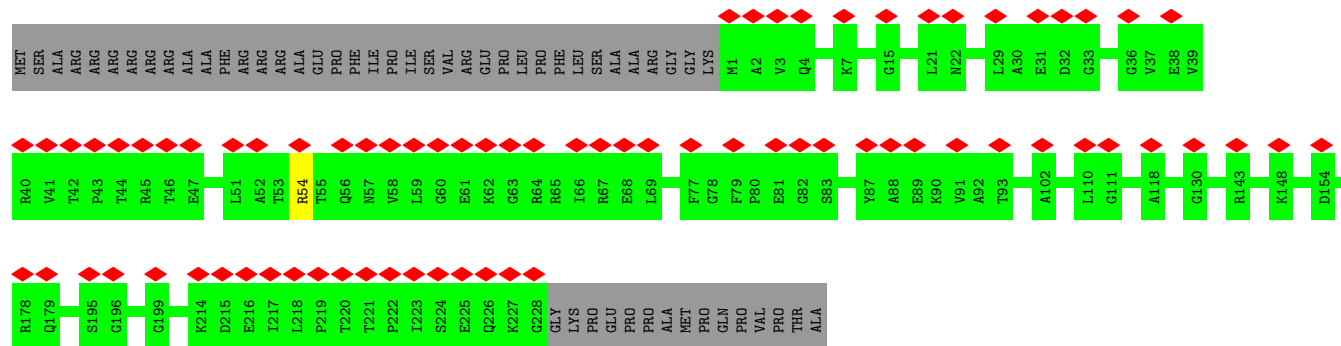 MET SER ALA ARG ARG ARG ARG ARG ARG ALA ALA PHE ARG ARG ARG ALA GLU PRO PHE ILE PRO ILE SER VAL ARG GLU PRO LEU PRO PHE LEU SER ALA ALA ARG GLY GLY LYS M1 A2 V3 Q4 K7 G15 L21 N22 L29 A30 E31 D32 G33 G36 V37 E38 V39
R40 V41 T42 P43 T44 R45 T46 E47 L51 A52 T53 R54 T55 Q56 N57 V58 L59 G60 E61 K62 G63 R64 R65 I66 R67 E68 L69 F77 G78 F79 P80 E81 G82 S83 Y87 A88 E89 K90 V91 A92 T93 A102 L110 G111 A118 G130 R143 K148 D154
R178 Q179 S195 G196 G199 K214 D215 E216 I217 L218 P219 T220 T221 P222 I223 S224 E225 Q226 K227 G228 GLY LYS PRO GLU PRO PRO ALA MET PRO GLN PRO VAL PRO THR ALA